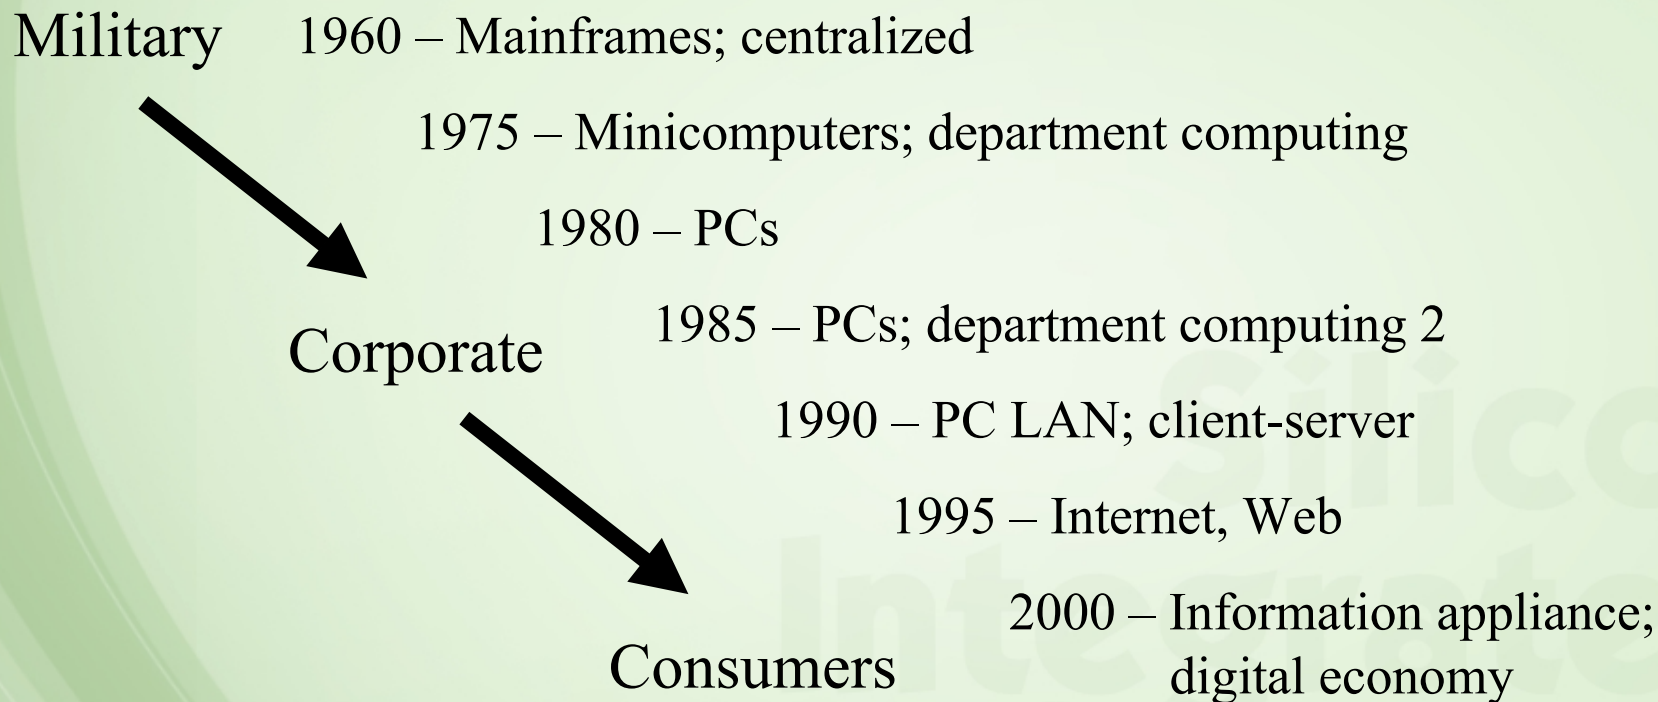 Military
1960 – Mainframes; centralized
1975 – Minicomputers; department computing
1980 – PCs
1985 – PCs; department computing 2
Corporate
1990 – PC LAN; client-server
1995 – Internet, Web
2000 – Information appliance;
digital economy
Consumers